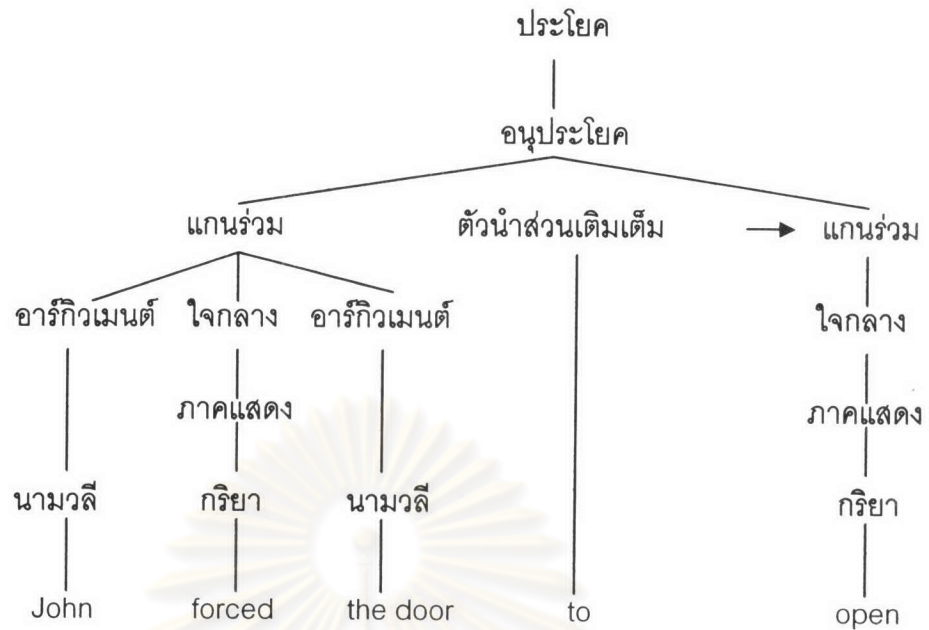 ประโยค
อนุประโยค
แกนร่วม ตัวนำส่วนเติมเต็ม → แกนร่วม
อาร์กิวเมนต์ ใจกลาง อาร์กิวเมนต์ ใจกลาง
ภาคแสดง ภาคแสดง
นามวลี กริยา นามวลี กริยา
John forced the door to open